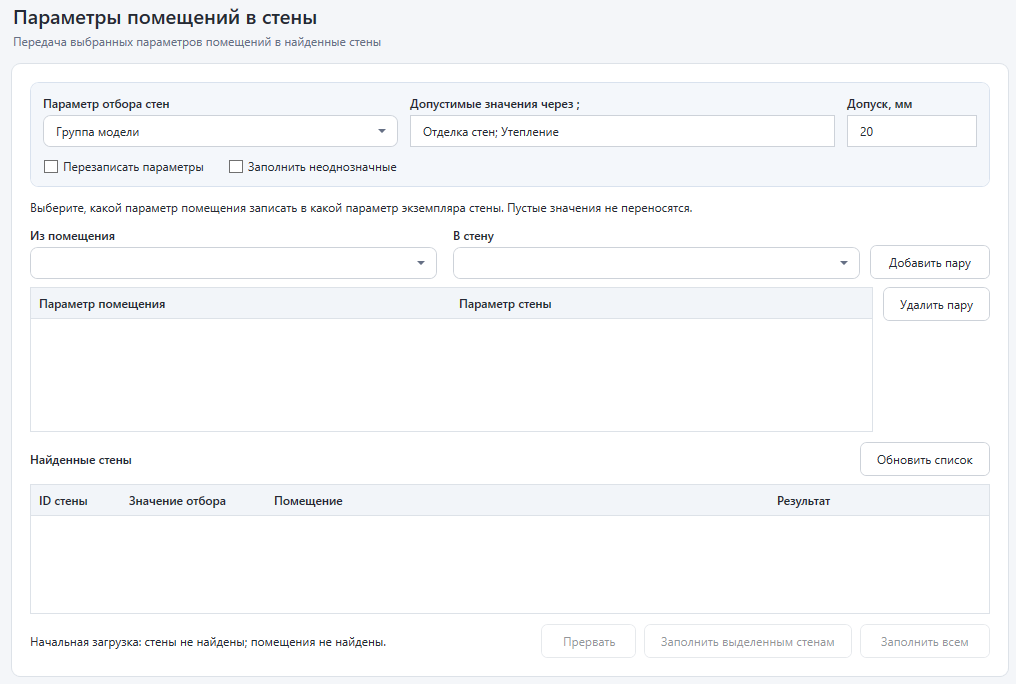 Параметры помещений в стены
Передача выбранных параметров помещений в найденные стены
Параметр отбора стен
Допустимые значения через ;
Допуск, мм
Группа модели
Отделка стен; Утепление
20
Перезаписать параметры
Заполнить неоднозначные
Выберите, какой параметр помещения записать в какой параметр экземпляра стены. Пустые значения не переносятся.
Из помещения
В стену
Добавить пару
Параметр помещения
Параметр стены
Удалить пару
Найденные стены
Обновить список
ID стены
Значение отбора
Помещение
Результат
Начальная загрузка: стены не найдены; помещения не найдены.
Прервать
Заполнить выделенным стенам
Заполнить всем